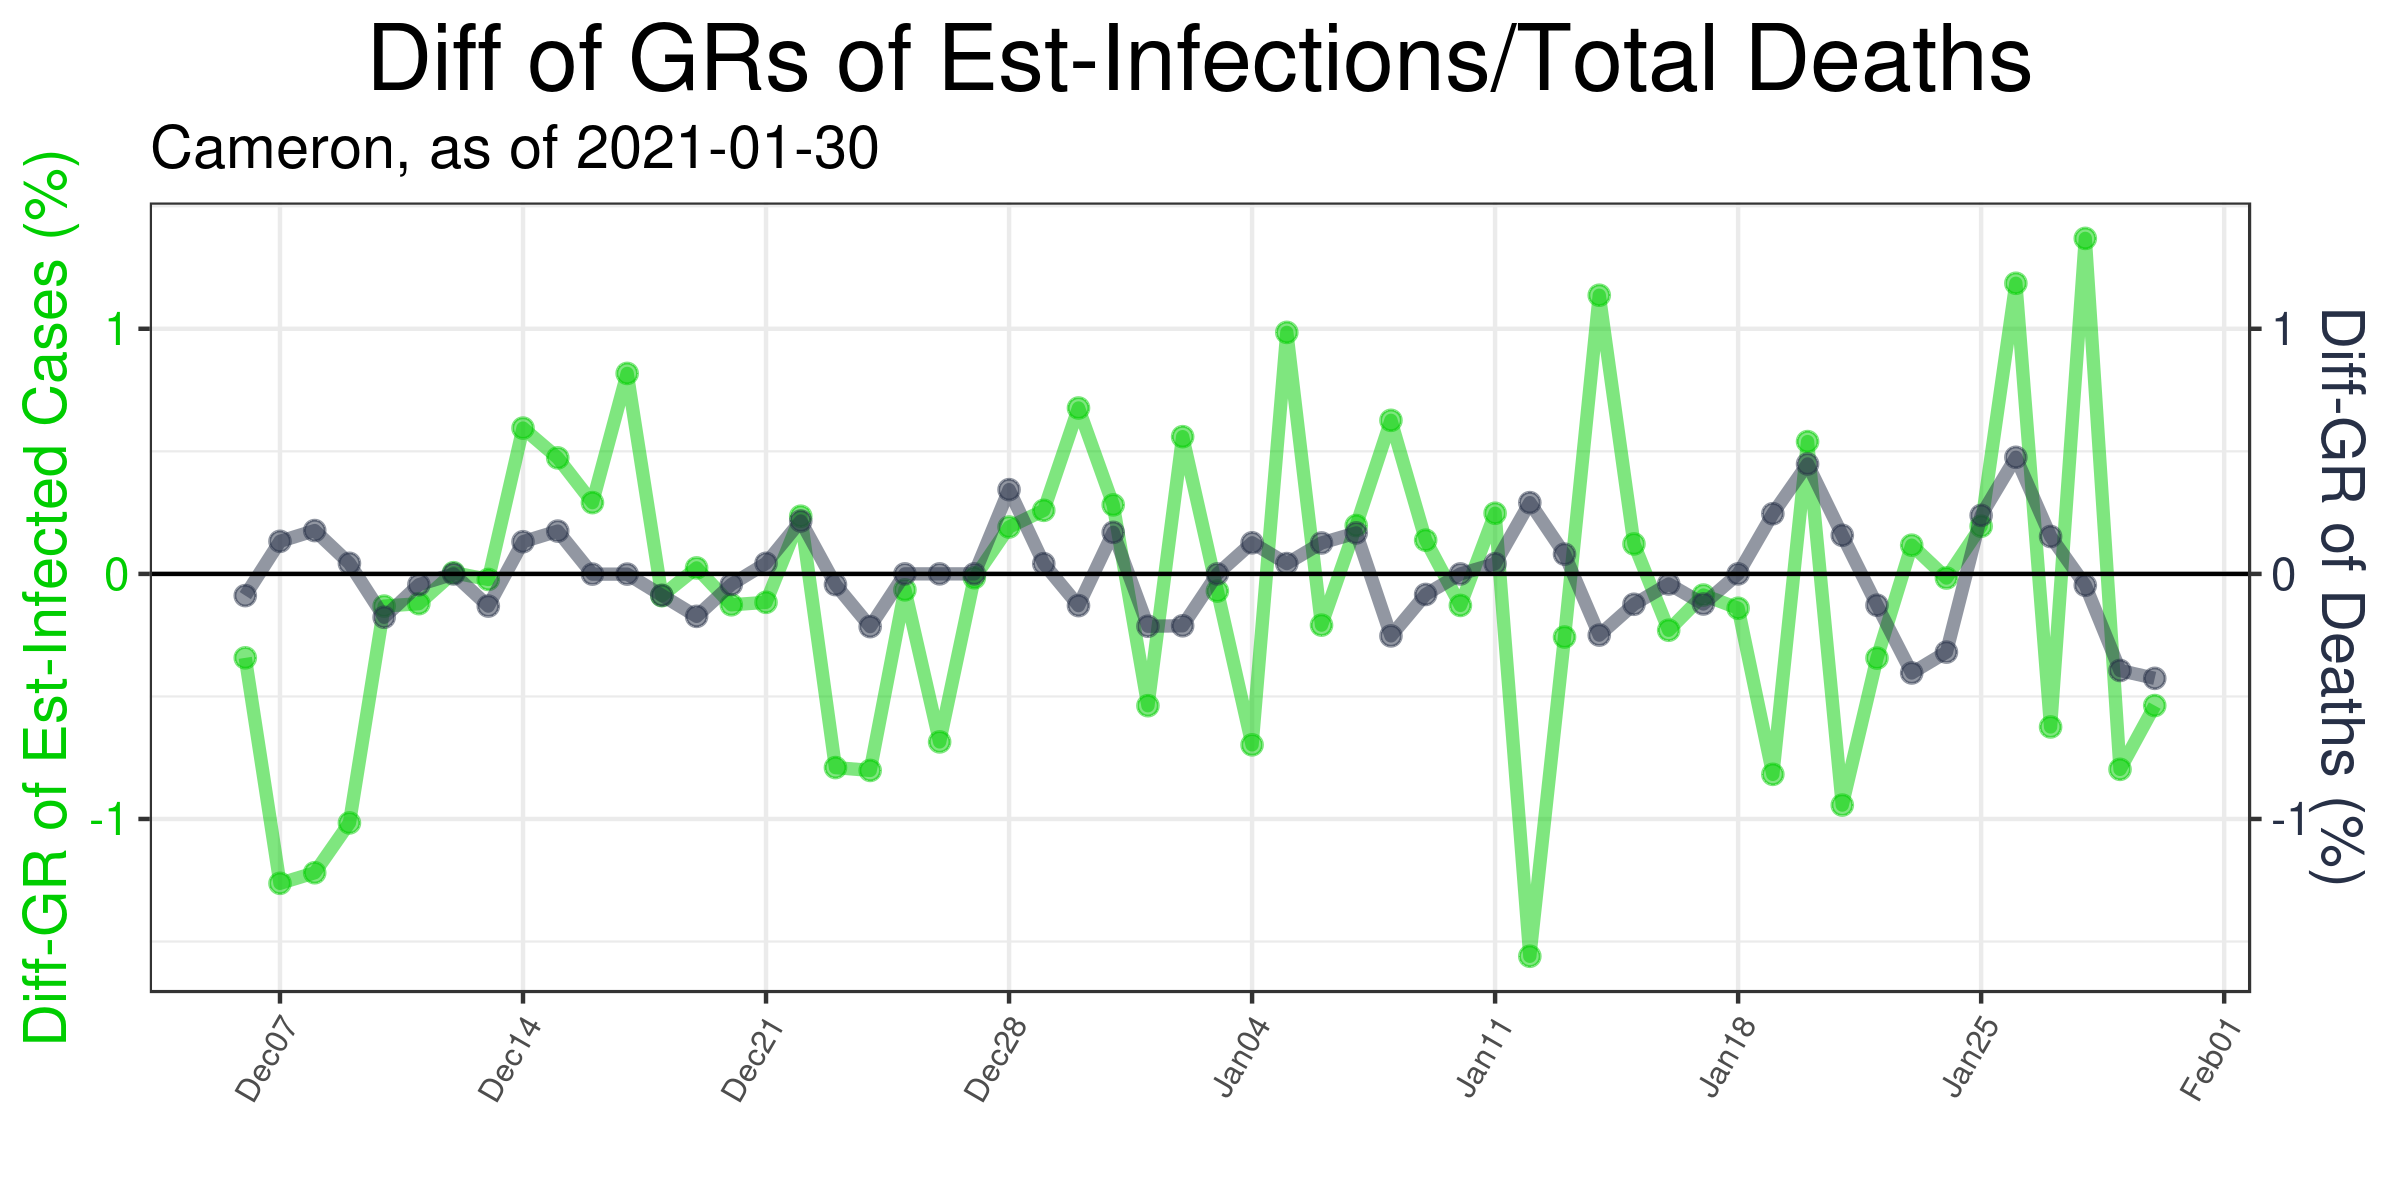 Diff of GRs of Est-Infections/Total Deaths
Cameron, as of 2021-01-30
Diff-GR of Est-Infected Cases (%)
1
0
-1
1
0
-1
Diff-GR of Deaths (%)
Dec07
Dec14
Dec21
Dec28
Jan04
Jan11
Jan18
Jan25
Feb01